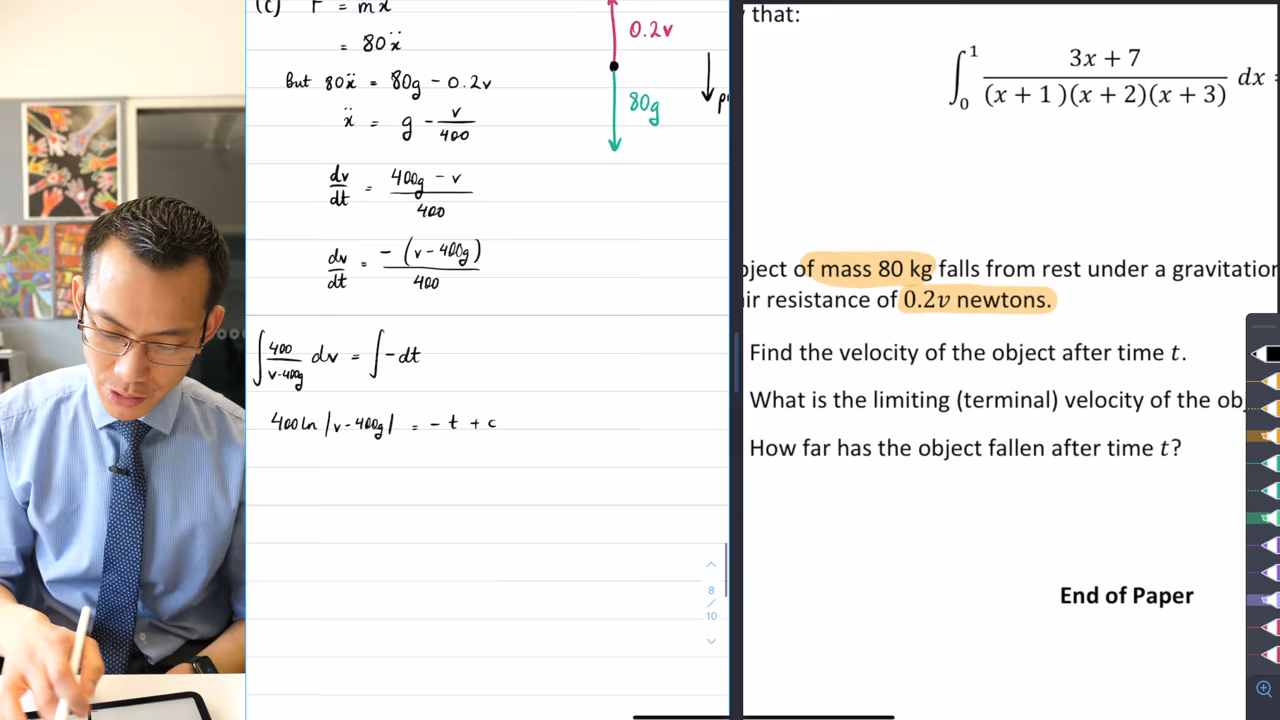 (c) F = mẍ
= 80ẍ
But 80ẍ = 80g - 0.2v
ẍ = g - v/400
dv/dt = (400g - v)/400
dv/dt = -(v - 400g)/400
∫ 400/(v-400g) dv = ∫ -dt
400 ln |v - 400g| = -t + c
0.2v
80g
8
/
10
that:
∫₀¹ (3x + 7)/((x + 1)(x + 2)(x + 3)) dx =
of mass 80 kg falls from rest under a
resistance of 0.2v newtons.
Find the velocity of the object after time t.
What is the limiting (terminal) velocity of the
How far has the object fallen after time t?
End of Paper